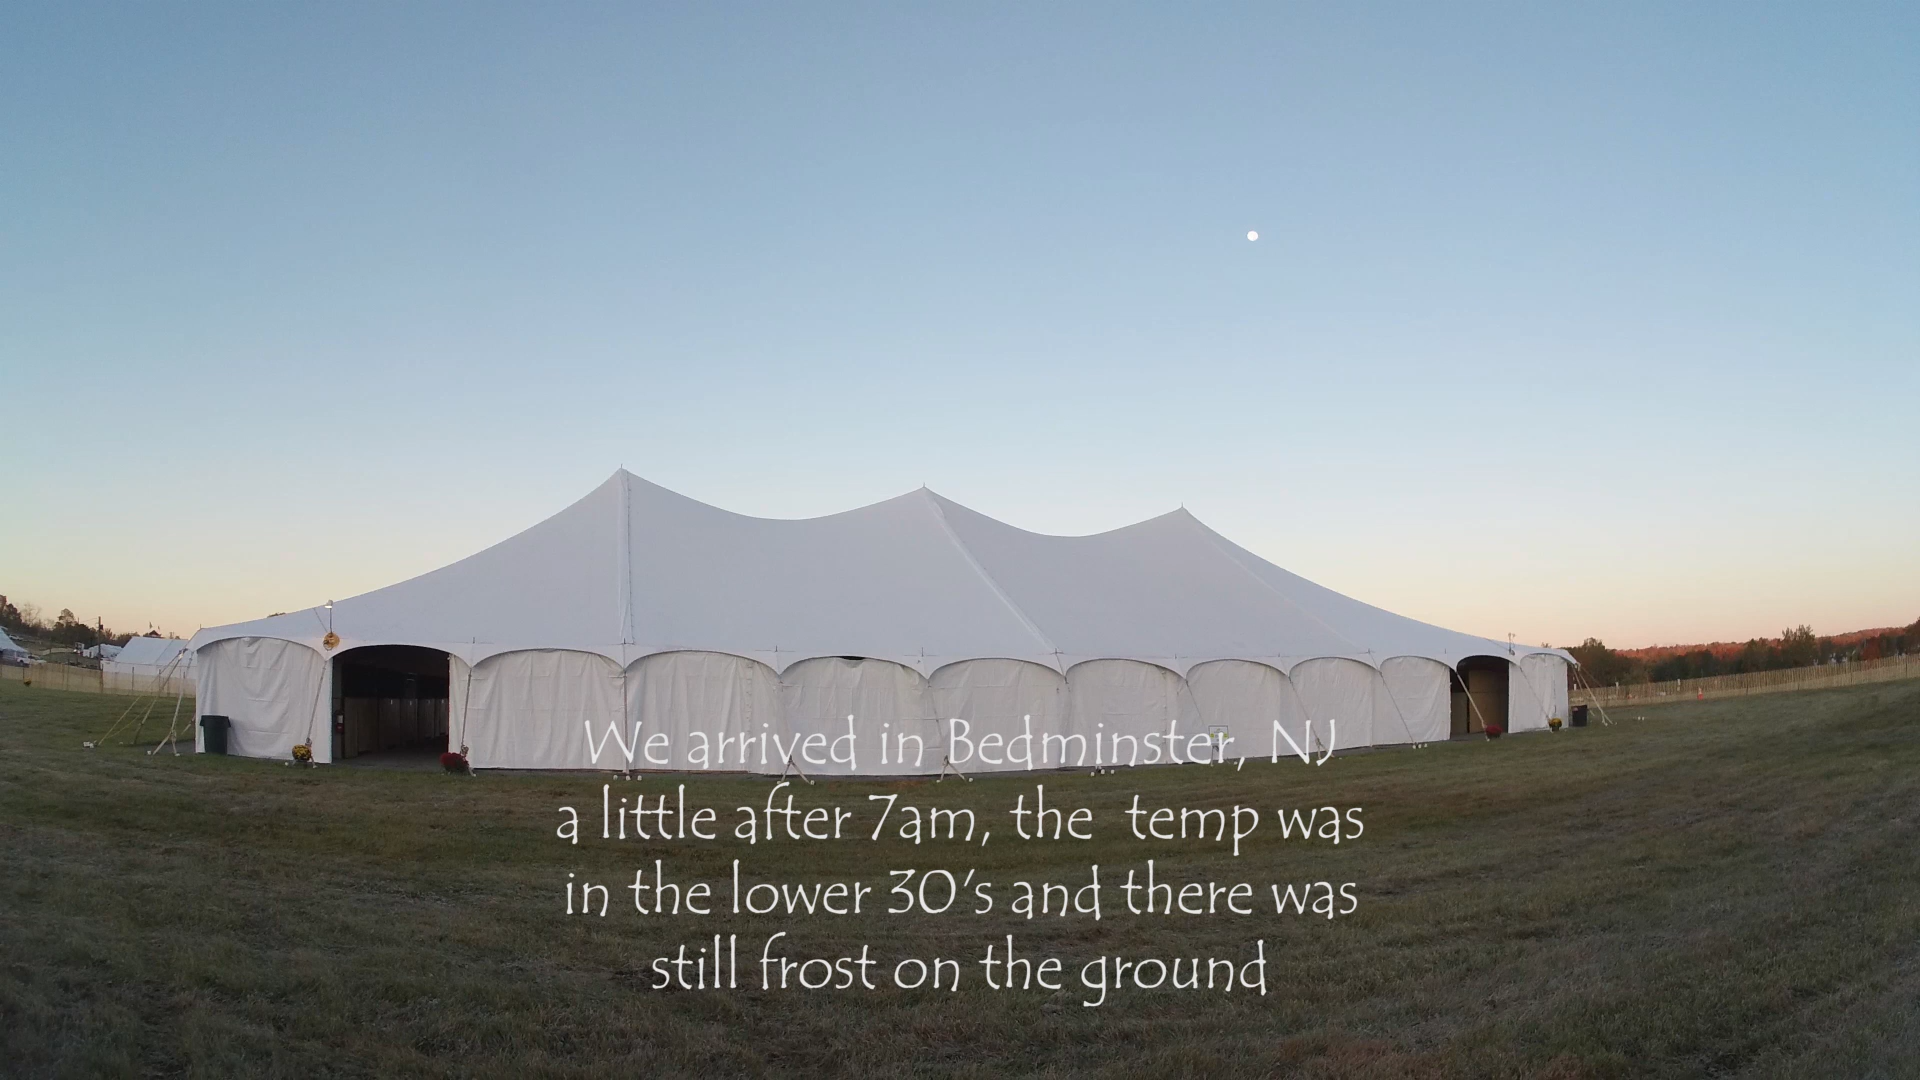 We arrived in Bedminster, NJ
a little after 7am, the temp was
in the lower 30's and there was
still frost on the ground